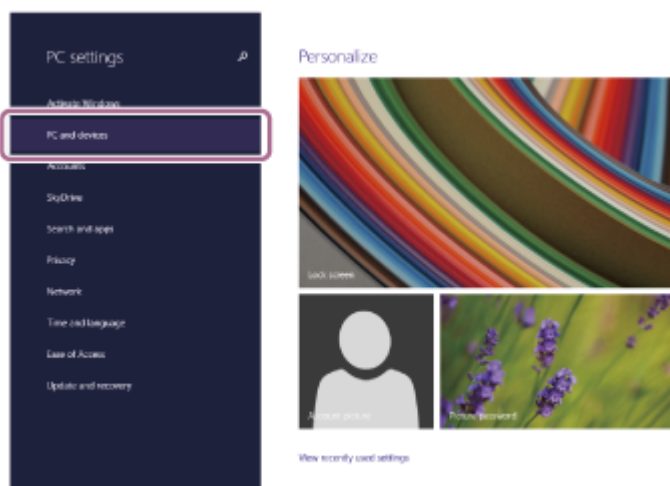 PC settings
Activate Windows
PC and devices
Accounts
SkyDrive
Search and apps
Privacy
Network
Time and language
Ease of Access
Update and recovery
Personalize
Lock screen
Account picture
Picture password
View recently used settings